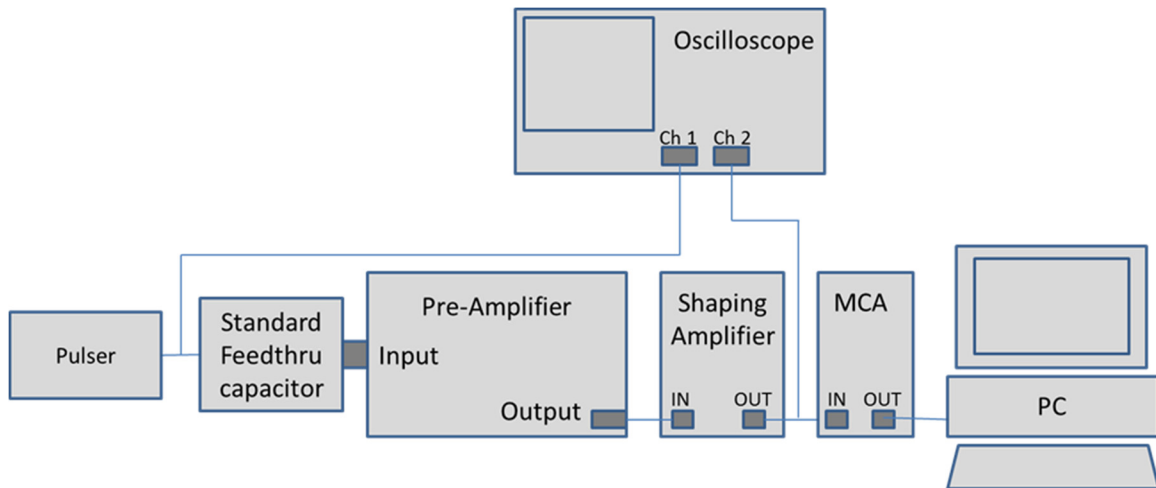 Oscilloscope
Ch 1
Ch 2
Pulser
Standard
Feedthru
capacitor
Pre-Amplifier
Input
Output
Shaping
Amplifier
IN
OUT
MCA
IN
OUT
PC